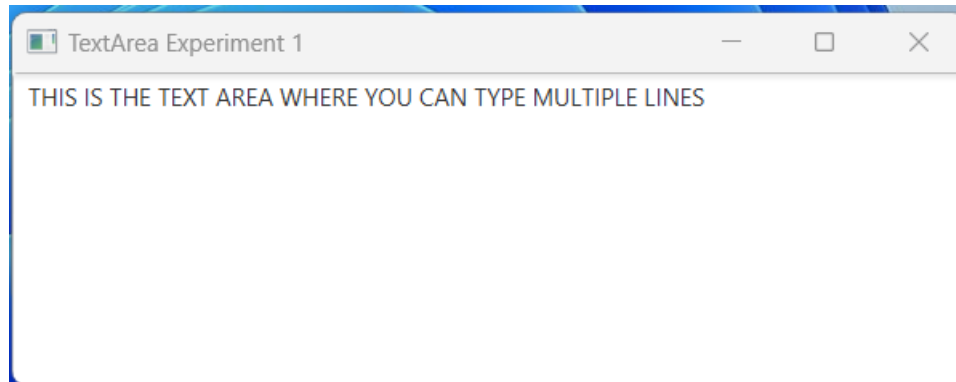 TextArea Experiment 1
THIS IS THE TEXT AREA WHERE YOU CAN TYPE MULTIPLE LINES